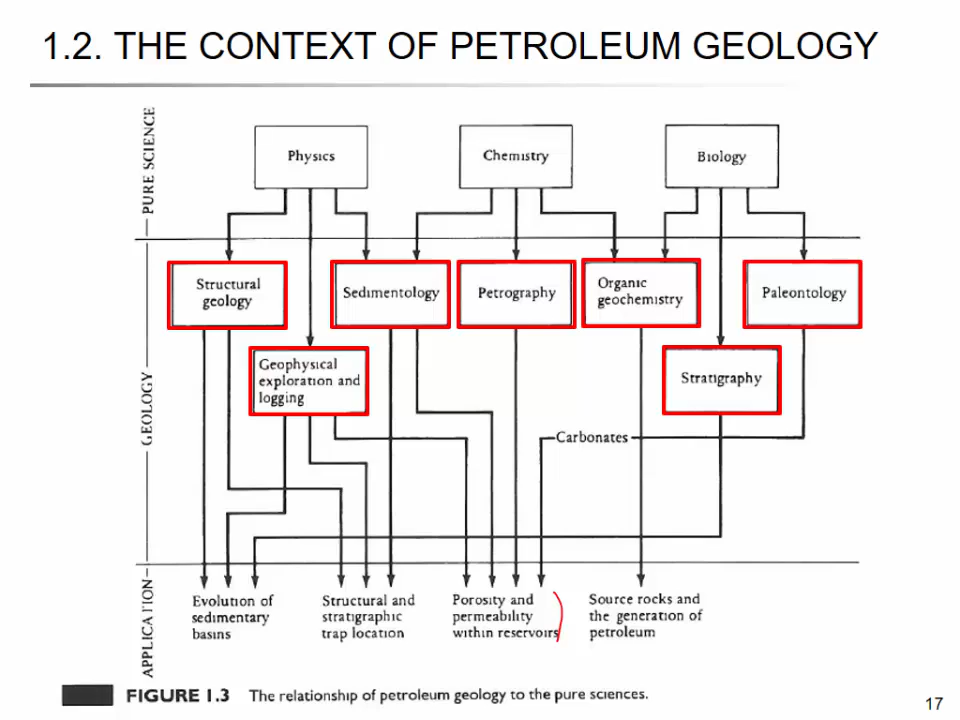 1.2. THE CONTEXT OF PETROLEUM GEOLOGY
PURE SCIENCE
Physics
Chemistry
Biology
GEOLOGY
Structural
geology
Sedimentology
Petrography
Organic
geochemistry
Paleontology
Geophysical
exploration and
logging
Stratigraphy
Carbonates
APPLICATION
Evolution of
sedimentary
basins
Structural and
stratigraphic
trap location
Porosity and
permeability
within reservoirs
Source rocks and
the generation of
petroleum
FIGURE 1.3 The relationship of petroleum geology to the pure sciences.
17